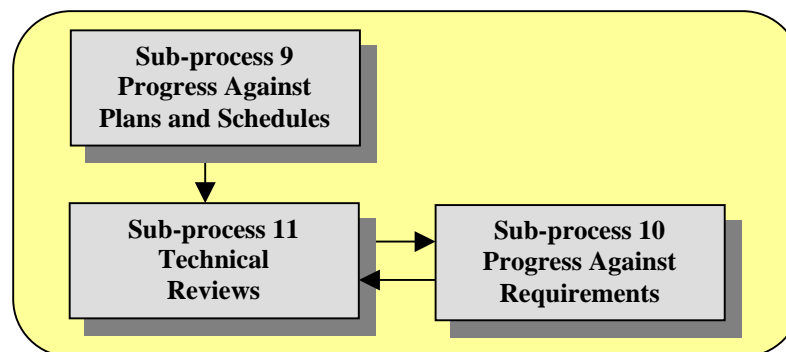 Sub-process 9
Progress Against
Plans and Schedules
Sub-process 11
Technical
Reviews
Sub-process 10
Progress Against
Requirements